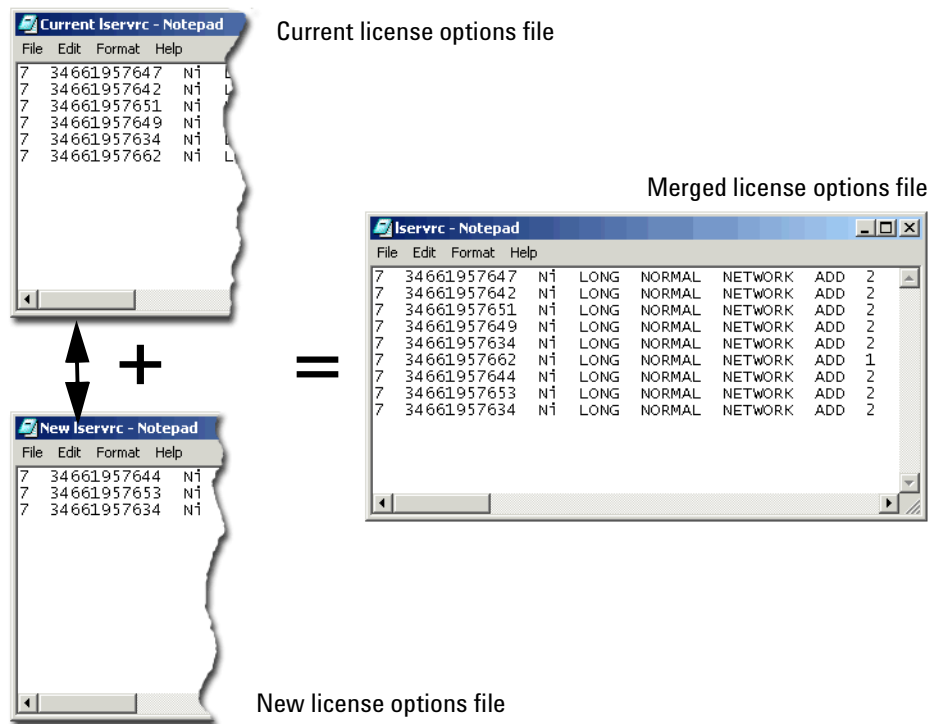 Current lservrc - Notepad
File Edit Format Help
7 34661957647 Ni L
7 34661957642 Ni L
7 34661957651 Ni
7 34661957649 Ni
7 34661957634 Ni L
7 34661957662 Ni L
Current license options file
+
=
New lservrc - Notepad
File Edit Format Help
7 34661957644 Ni
7 34661957653 Ni
7 34661957634 Ni
New license options file
Merged license options file
lservrc - Notepad
File Edit Format Help
7 34661957647 Ni LONG NORMAL NETWORK ADD 2
7 34661957642 Ni LONG NORMAL NETWORK ADD 2
7 34661957651 Ni LONG NORMAL NETWORK ADD 2
7 34661957649 Ni LONG NORMAL NETWORK ADD 2
7 34661957634 Ni LONG NORMAL NETWORK ADD 2
7 34661957662 Ni LONG NORMAL NETWORK ADD 1
7 34661957644 Ni LONG NORMAL NETWORK ADD 2
7 34661957653 Ni LONG NORMAL NETWORK ADD 2
7 34661957634 Ni LONG NORMAL NETWORK ADD 2